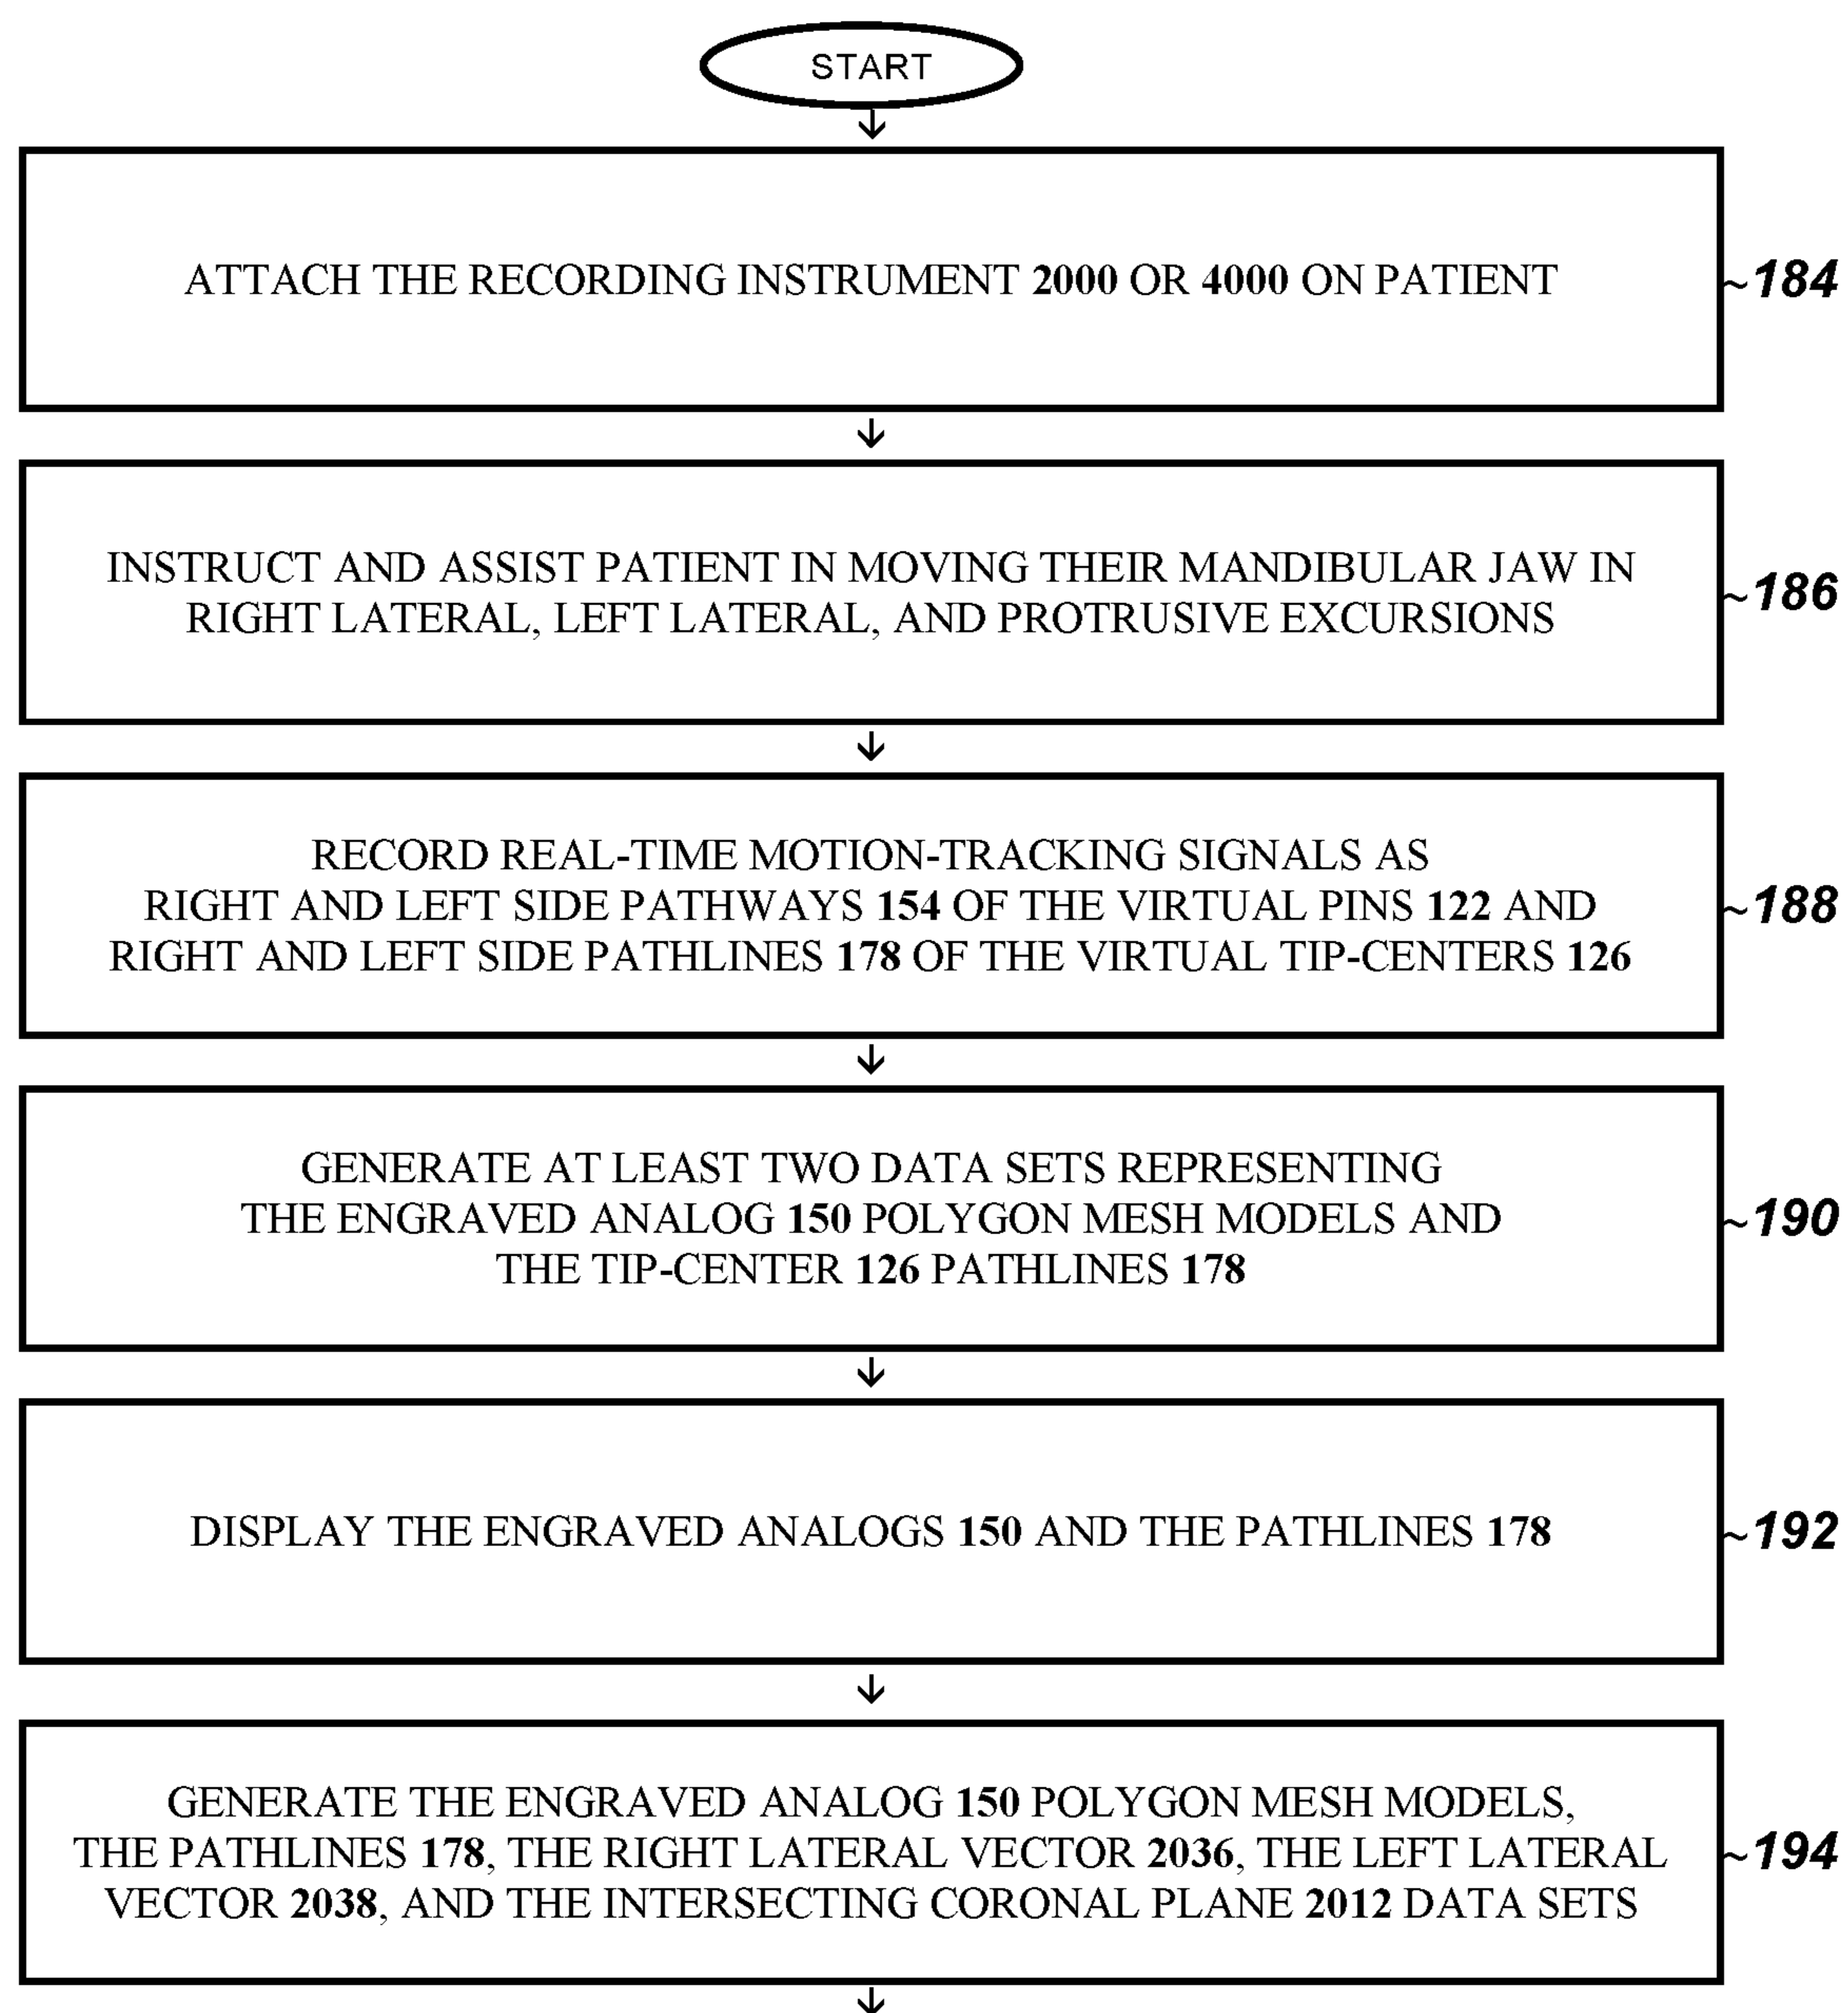 START
ATTACH THE RECORDING INSTRUMENT 2000 OR 4000 ON PATIENT
~184
INSTRUCT AND ASSIST PATIENT IN MOVING THEIR MANDIBULAR JAW IN
RIGHT LATERAL, LEFT LATERAL, AND PROTRUSIVE EXCURSIONS
~186
RECORD REAL-TIME MOTION-TRACKING SIGNALS AS
RIGHT AND LEFT SIDE PATHWAYS 154 OF THE VIRTUAL PINS 122 AND
RIGHT AND LEFT SIDE PATHLINES 178 OF THE VIRTUAL TIP-CENTERS 126
~188
GENERATE AT LEAST TWO DATA SETS REPRESENTING
THE ENGRAVED ANALOG 150 POLYGON MESH MODELS AND
THE TIP-CENTER 126 PATHLINES 178
~190
DISPLAY THE ENGRAVED ANALOGS 150 AND THE PATHLINES 178
~192
GENERATE THE ENGRAVED ANALOG 150 POLYGON MESH MODELS,
THE PATHLINES 178, THE RIGHT LATERAL VECTOR 2036, THE LEFT LATERAL
VECTOR 2038, AND THE INTERSECTING CORONAL PLANE 2012 DATA SETS
~194